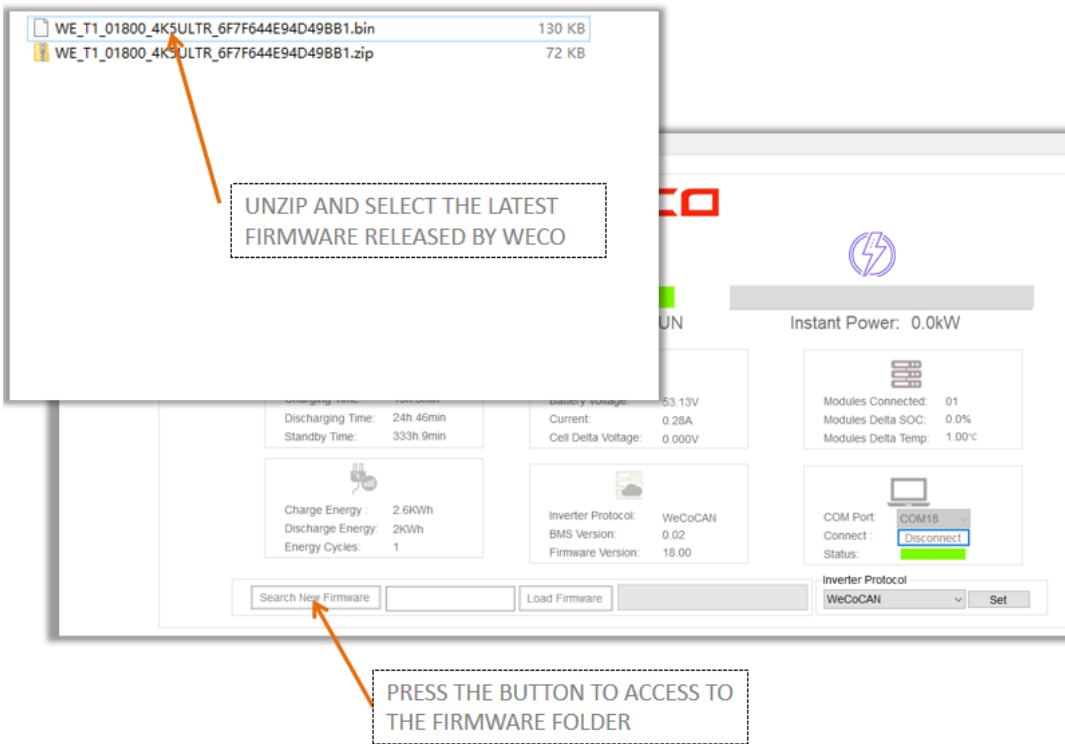 WE_T1_01800_4K5ULTR_6F7F644E94D49BB1.bin 130 KB
WE_T1_01800_4K5ULTR_6F7F644E94D49BB1.zip 72 KB
UNZIP AND SELECT THE LATEST
FIRMWARE RELEASED BY WECO
UN
Instant Power: 0.0kW
Battery Voltage: 53.13V
Modules Connected: 01
Discharging Time: 24h.46min
Current: 0.28A
Modules Delta SOC: 0.0%
Standby Time: 333h.9min
Cell Delta Voltage: 0.000V
Modules Delta Temp: 1.00°C
Charge Energy : 2.6KWh
Discharge Energy: 2KWh
Energy Cycles: 1
Inverter Protocol: WeCoCAN
BMS Version: 0.02
Firmware Version: 18.00
COM Port: COM18
Connect : Disconnect
Status:
Search New Firmware
Load Firmware
Inverter Protocol
WeCoCAN Set
PRESS THE BUTTON TO ACCESS TO
THE FIRMWARE FOLDER